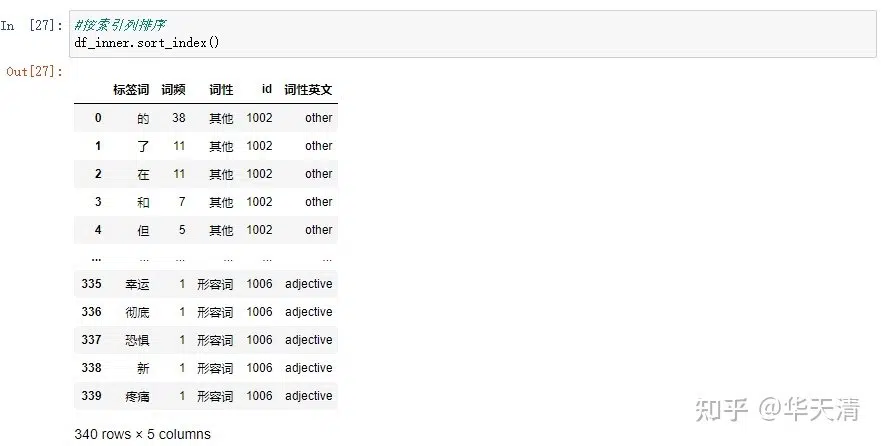 In [27]: #按索引列排序
df_inner.sort_index()
Out[27]:
标签词 词频 词性 id 词性英文
0 的 38 其他 1002 other
1 了 11 其他 1002 other
2 在 11 其他 1002 other
3 和 7 其他 1002 other
4 但 5 其他 1002 other
... ... ... ... ... ...
335 幸运 1 形容词 1006 adjective
336 彻底 1 形容词 1006 adjective
337 恐惧 1 形容词 1006 adjective
338 新 1 形容词 1006 adjective
339 疼痛 1 形容词 1006 adjective
340 rows × 5 columns
知乎 @华天清